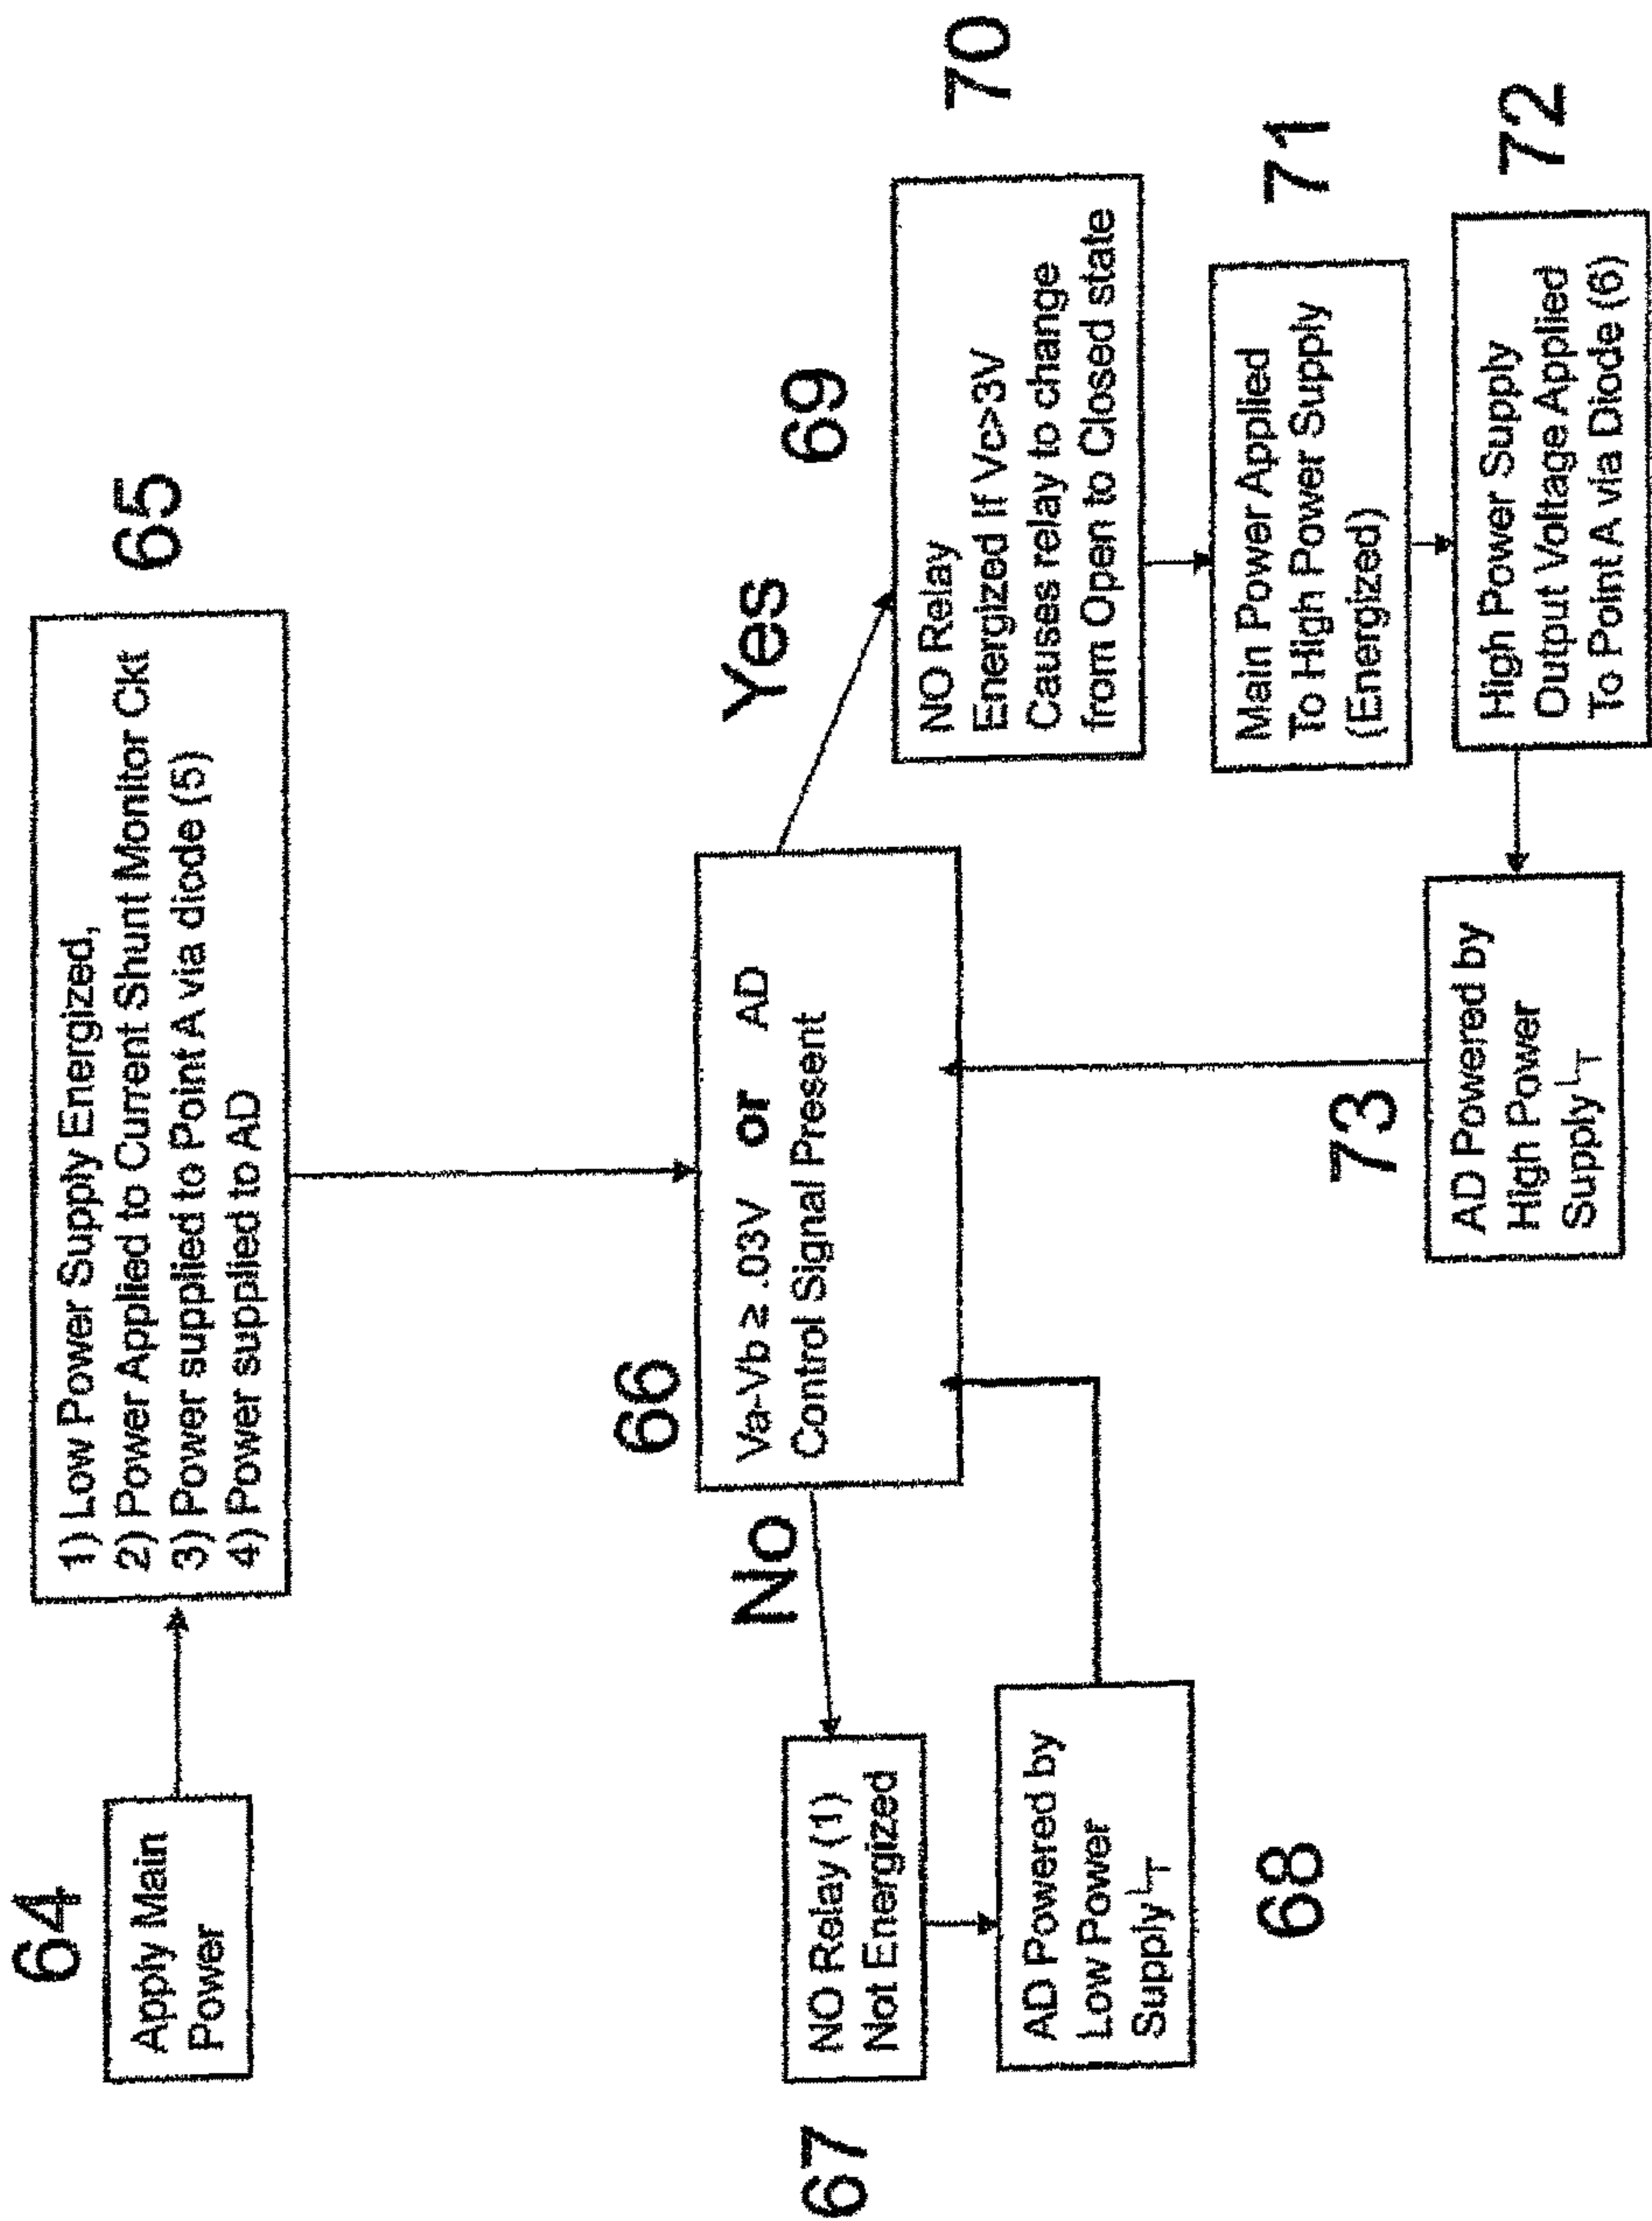 64
Apply Main
Power
65
1) Low Power Supply Energized,
2) Power Applied to Current Shunt Monitor Ckt
3) Power supplied to Point A via diode (5)
4) Power supplied to AD
66
Va-Vb ≥ .03V or AD
Control Signal Present
No
67
NO Relay (1)
Not Energized
68
AD Powered by
Low Power
Supply
Yes
69
70
NO Relay
Energized If Vc>3V
Causes relay to change
from Open to Closed state
71
Main Power Applied
To High Power Supply
(Energized)
72
High Power Supply
Output Voltage Applied
To Point A via Diode (6)
73
AD Powered by
High Power
Supply